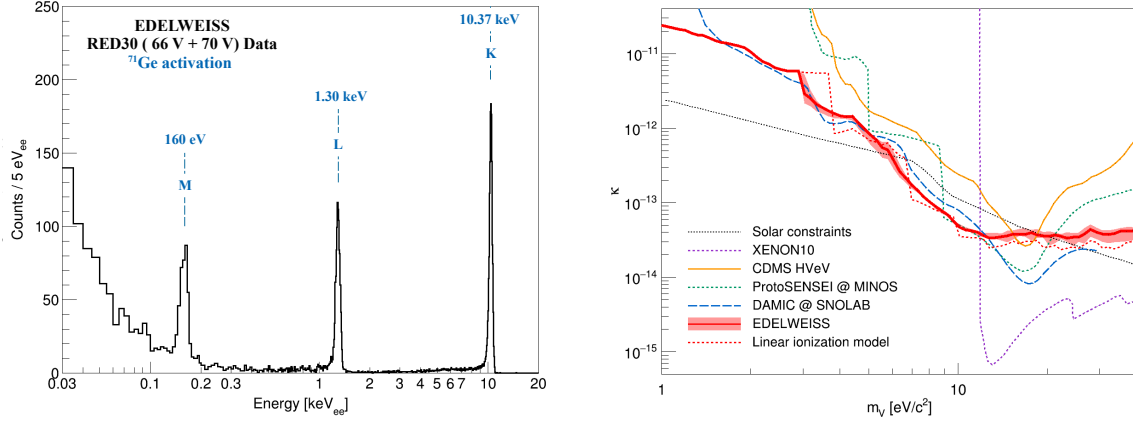 EDELWEISS
RED30 ( 66 V + 70 V) Data
⁷¹Ge activation
160 eV
M
1.30 keV
L
10.37 keV
K
Counts / 5 eVₑₑ
250
200
150
100
50
0
0.03 0.1 0.2 0.3 1 2 3 4 5 6 7 10 20
Energy [keVₑₑ]
κ
10⁻¹¹
10⁻¹²
10⁻¹³
10⁻¹⁴
10⁻¹⁵
Solar constraints
XENON10
CDMS HVeV
ProtoSENSEI @ MINOS
DAMIC @ SNOLAB
EDELWEISS
Linear ionization model
1 10
m_V [eV/c²]